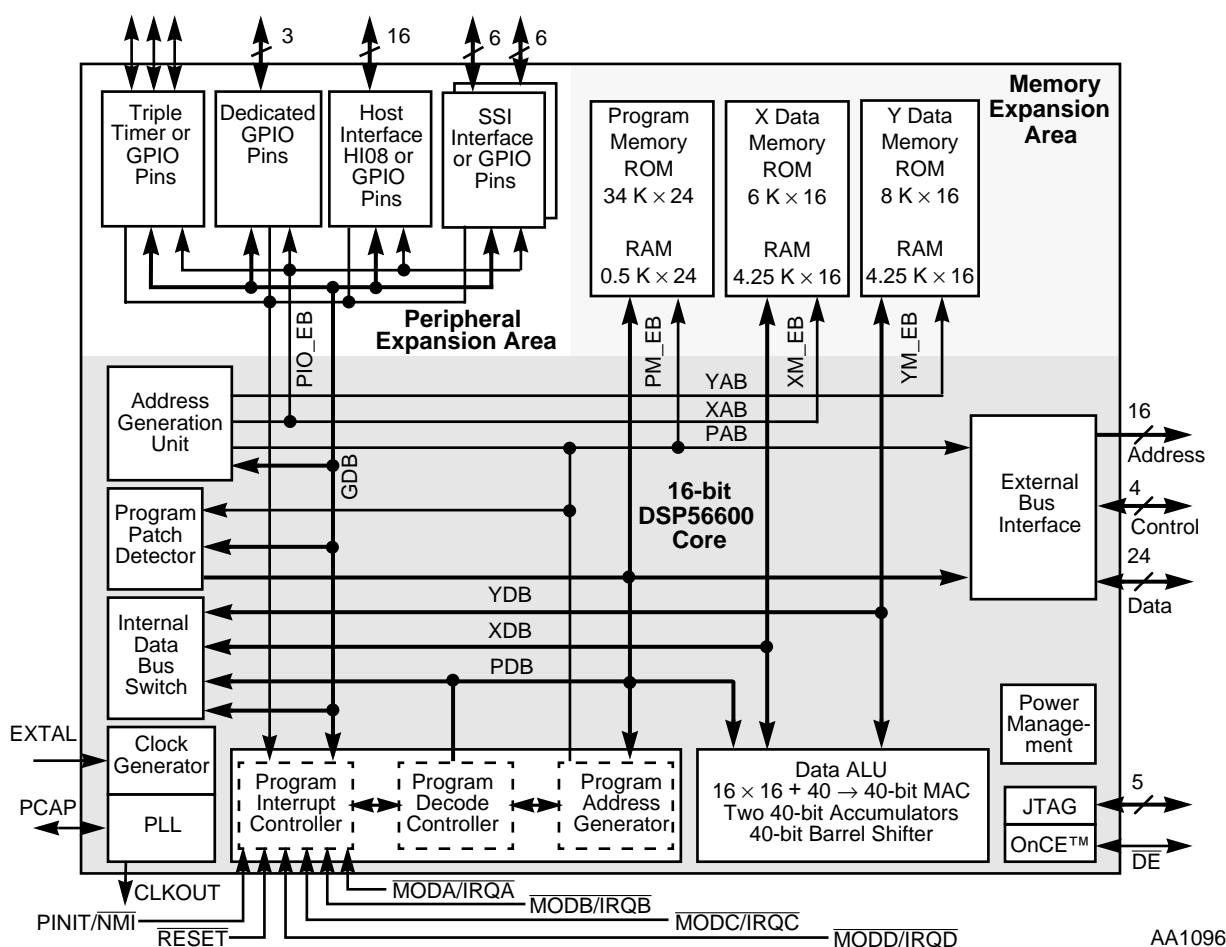 3
16
6
6
Triple
Timer or
GPIO
Pins
Dedicated
GPIO
Pins
Host
Interface
HI08 or
GPIO
Pins
SSI
Interface
or GPIO
Pins
Program
Memory
ROM
34 K × 24
RAM
0.5 K × 24
X Data
Memory
ROM
6 K × 16
RAM
4.25 K × 16
Y Data
Memory
ROM
8 K × 16
RAM
4.25 K × 16
Memory
Expansion
Area
Peripheral
Expansion Area
PIO_EB
PM_EB
XM_EB
YM_EB
Address
Generation
Unit
YAB
XAB
PAB
GDB
Program
Patch
Detector
16-bit
DSP56600
Core
External
Bus
Interface
16
Address
4
Control
24
Data
Internal
Data
Bus
Switch
YDB
XDB
PDB
EXTAL
Clock
Generator
PCAP
PLL
Program
Interrupt
Controller
Program
Decode
Controller
Program
Address
Generator
Data ALU
16 × 16 + 40 → 40-bit MAC
Two 40-bit Accumulators
40-bit Barrel Shifter
Power
Manage-
ment
JTAG
5
OnCE™
DE
CLKOUT
PINIT/NMI
RESET
MODA/IRQA
MODB/IRQB
MODC/IRQC
MODD/IRQD
AA1096